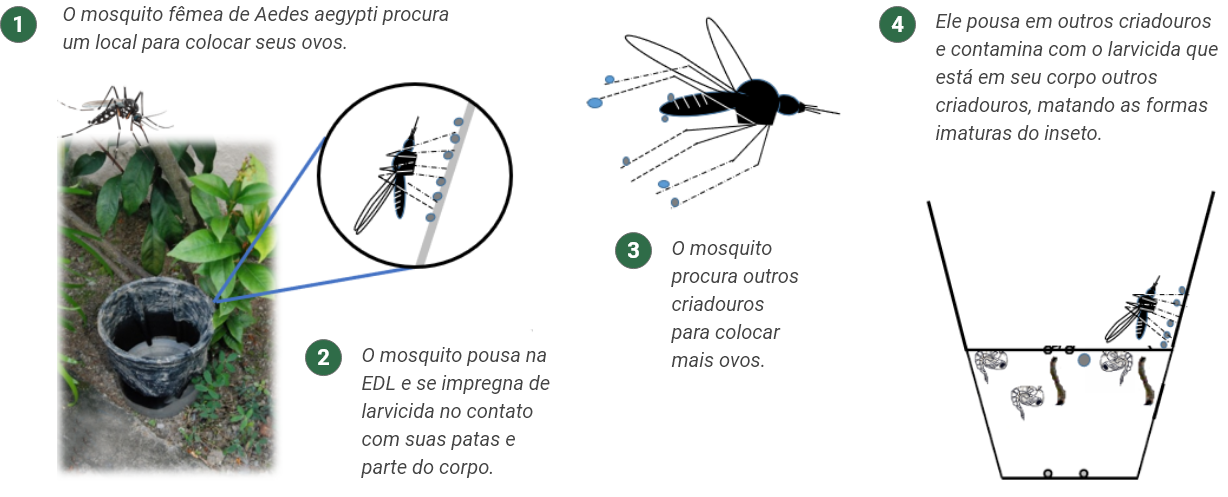 1
O mosquito fêmea de Aedes aegypti procura
um local para colocar seus ovos.
2
O mosquito pousa na
EDL e se impregna de
larvicida no contato
com suas patas e
parte do corpo.
3
O mosquito
procura outros
criadouros
para colocar
mais ovos.
4
Ele pousa em outros criadouros
e contamina com o larvicida que
está em seu corpo outros
criadouros, matando as formas
imaturas do inseto.